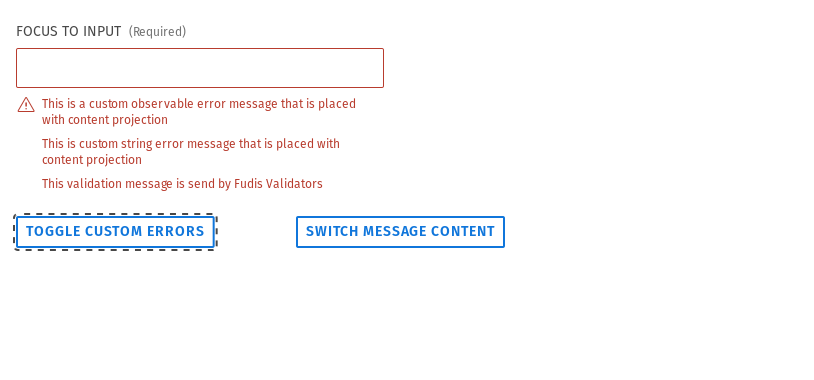 FOCUS TO INPUT (Required)
This is a custom observable error message that is placed
with content projection
This is custom string error message that is placed with
content projection
This validation message is send by Fudis Validators
TOGGLE CUSTOM ERRORS SWITCH MESSAGE CONTENT